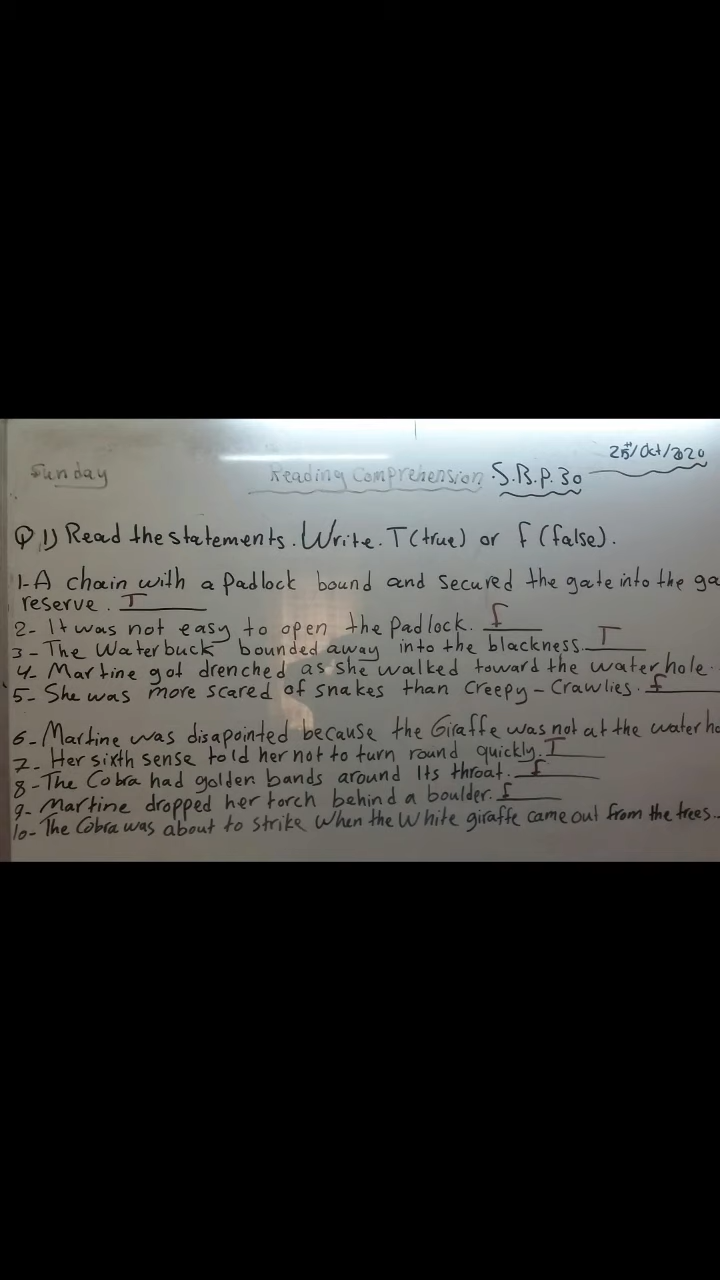 Sunday
Reading Comprehension. S.B.P. 30
25th/Oct/2020
Q 1) Read the statements. Write. T(true) or f (false).
1- A chain with a Padlock bound and secured the gate into the ga
reserve. T
2- It was not easy to open the Padlock. f
3- The Waterbuck bounded away into the blackness. T
4- Martine got drenched as she walked toward the water hole.
5- She was more scared of snakes than Creepy-Crawlies. f
6- Martine was disapointed because the Giraffe was not at the water ho
7- Her sixth sense told her not to turn round quickly. T
8- The Cobra had golden bands around Its throat. f
9- Martine dropped her torch behind a boulder. f
10- The Cobra was about to strike when the White giraffe came out from the trees..